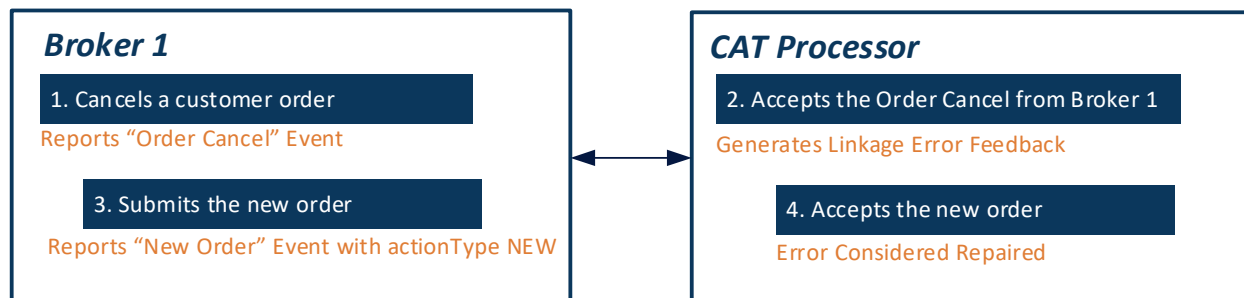 Broker 1
1. Cancels a customer order
Reports “Order Cancel” Event
3. Submits the new order
Reports “New Order” Event with actionType NEW
CAT Processor
2. Accepts the Order Cancel from Broker 1
Generates Linkage Error Feedback
4. Accepts the new order
Error Considered Repaired